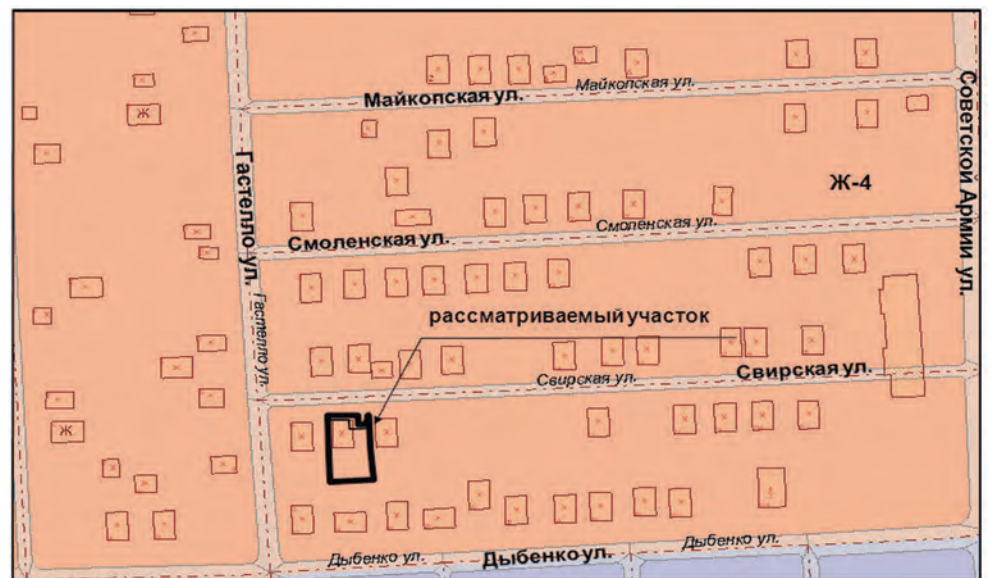 Майкопская ул.
Майкопская ул.
Ж
Советской Армии ул.
Гастелло ул.
Ж-4
Смоленская ул.
Смоленская ул.
Гастелло ул.
рассматриваемый участок
Свирская ул.
Свирская ул.
Ж
Дыбенко ул.
Дыбенко ул.
Дыбенко ул.